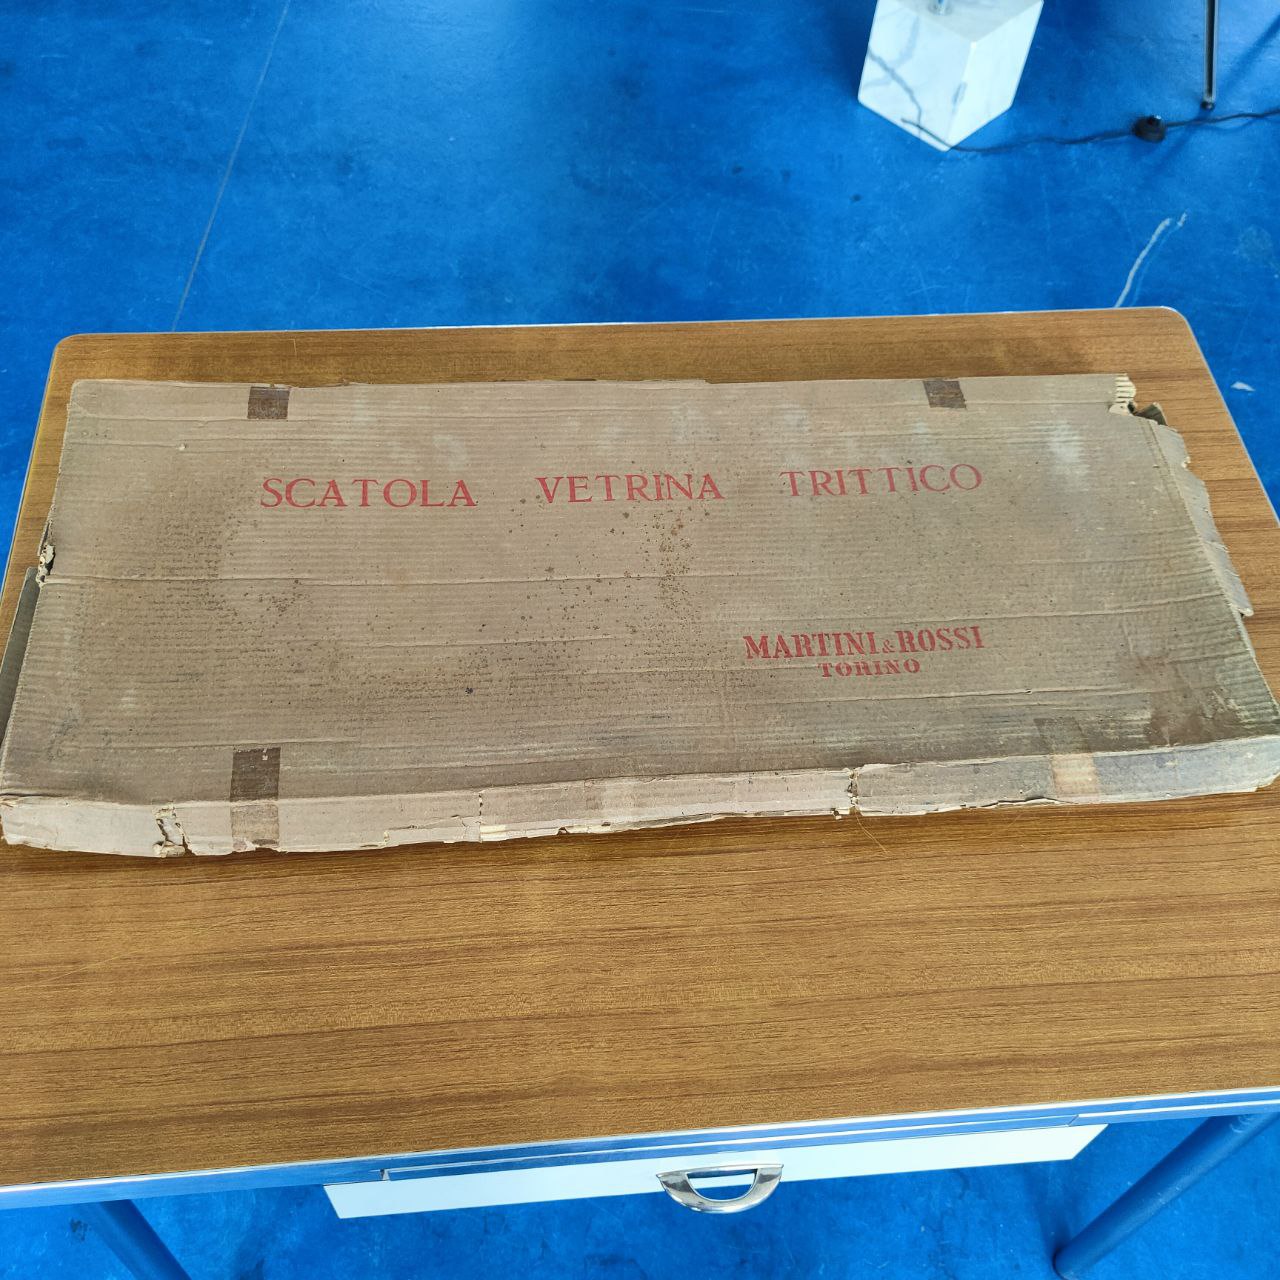 SCATOLA VETRINA TRITTICO
MARTINI & ROSSI
TORINO